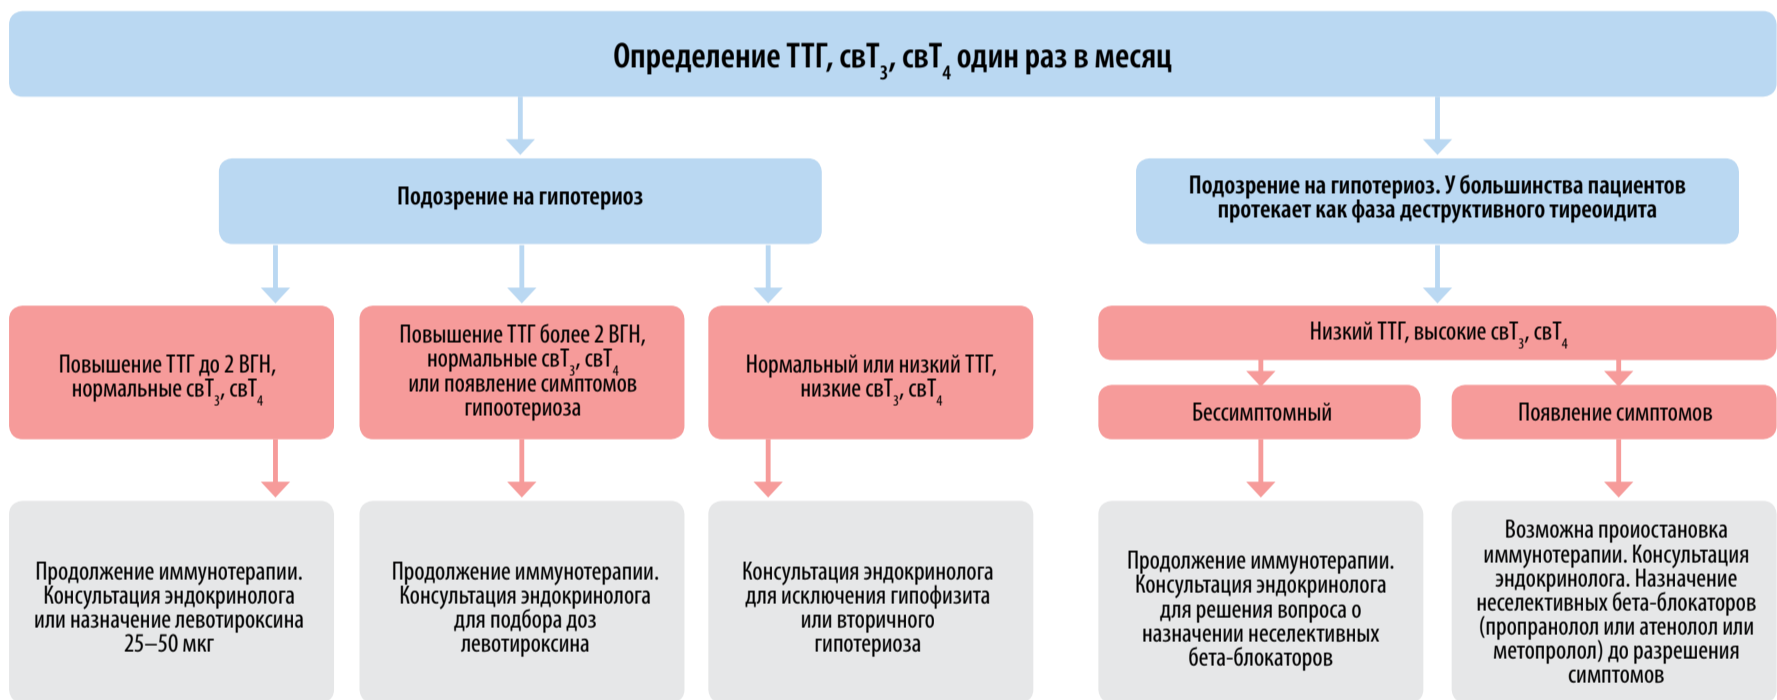 Определение ТТГ, свТ₃, свТ₄ один раз в месяц
Подозрение на гипотериоз
Подозрение на гипотериоз. У большинства пациентов
протекает как фаза деструктивного тиреоидита
Повышение ТТГ до 2 ВГН,
нормальные свТ₃, свТ₄
Повышение ТТГ более 2 ВГН,
нормальные свТ₃, свТ₄
или появление симптомов
гипоотериоза
Нормальный или низкий ТТГ,
низкие свТ₃, свТ₄
Низкий ТТГ, высокие свТ₃, свТ₄
Бессимптомный
Появление симптомов
Продолжение иммунотерапии.
Консультация эндокринолога
или назначение левотироксина
25–50 мкг
Продолжение иммунотерапии.
Консультация эндокринолога
для подбора доз
левотироксина
Консультация эндокринолога
для исключения гипофизита
или вторичного
гипотериоза
Продолжение иммунотерапии.
Консультация эндокринолога
для решения вопроса о
назначении неселективных
бета-блокаторов
Возможна проиостановка
иммунотерапии. Консультация
эндокринолога. Назначение
неселективных бета-блокаторов
(пропранолол или атенолол или
метопролол) до разрешения
симптомов